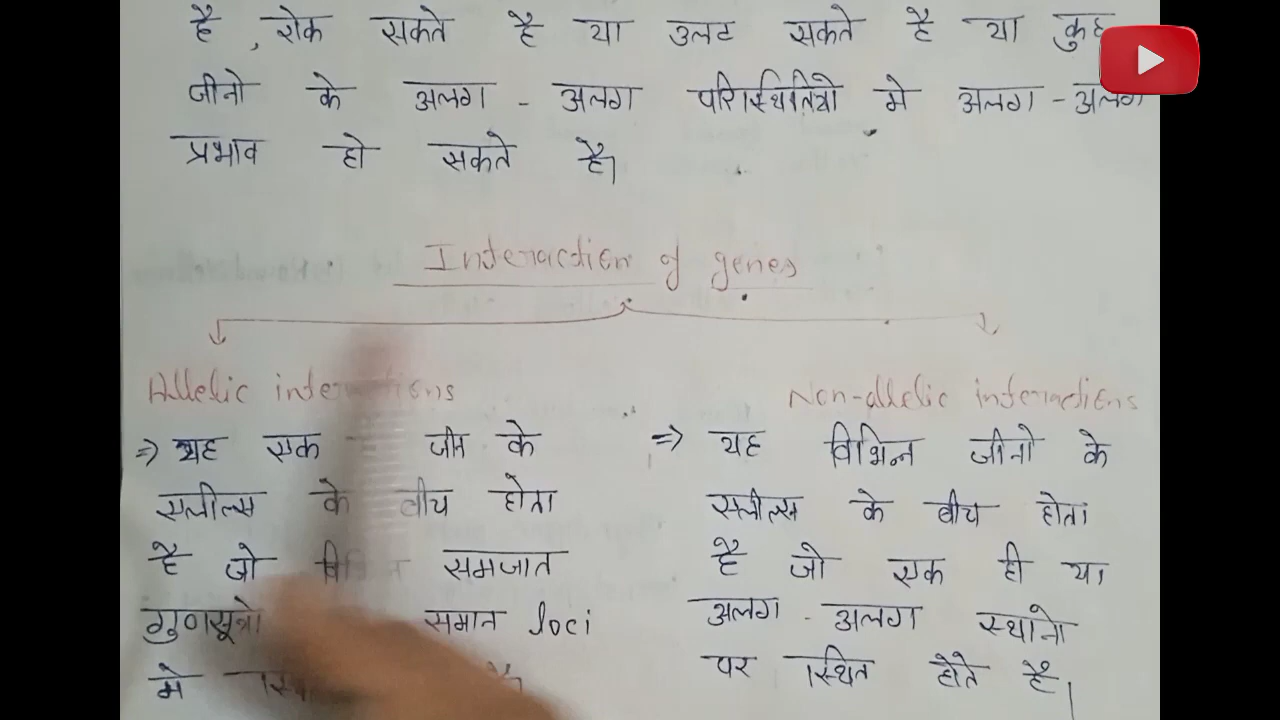 है, रोक सकते है या उलट सकते है या कुछ
जीनो के अलग - अलग परिस्थितियो मे अलग - अलग
प्रभाव हो सकते है।
Interaction of genes
Allelic interactions
=> यह एक जीन के
एलील्स के बीच होता
है जो समजात
गुणसूत्रो समान loci
मे है।
Non-allelic interactions
=> यह विभिन्न जीनो के
एलील्स के बीच होता
है जो एक ही या
अलग - अलग स्थानो
पर स्थित होते है।